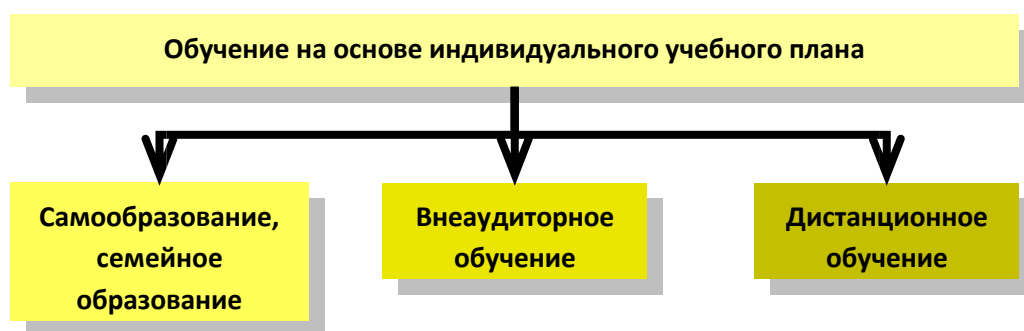 Обучение на основе индивидуального учебного плана
Самообразование,
семейное
образование
Внеаудиторное
обучение
Дистанционное
обучение